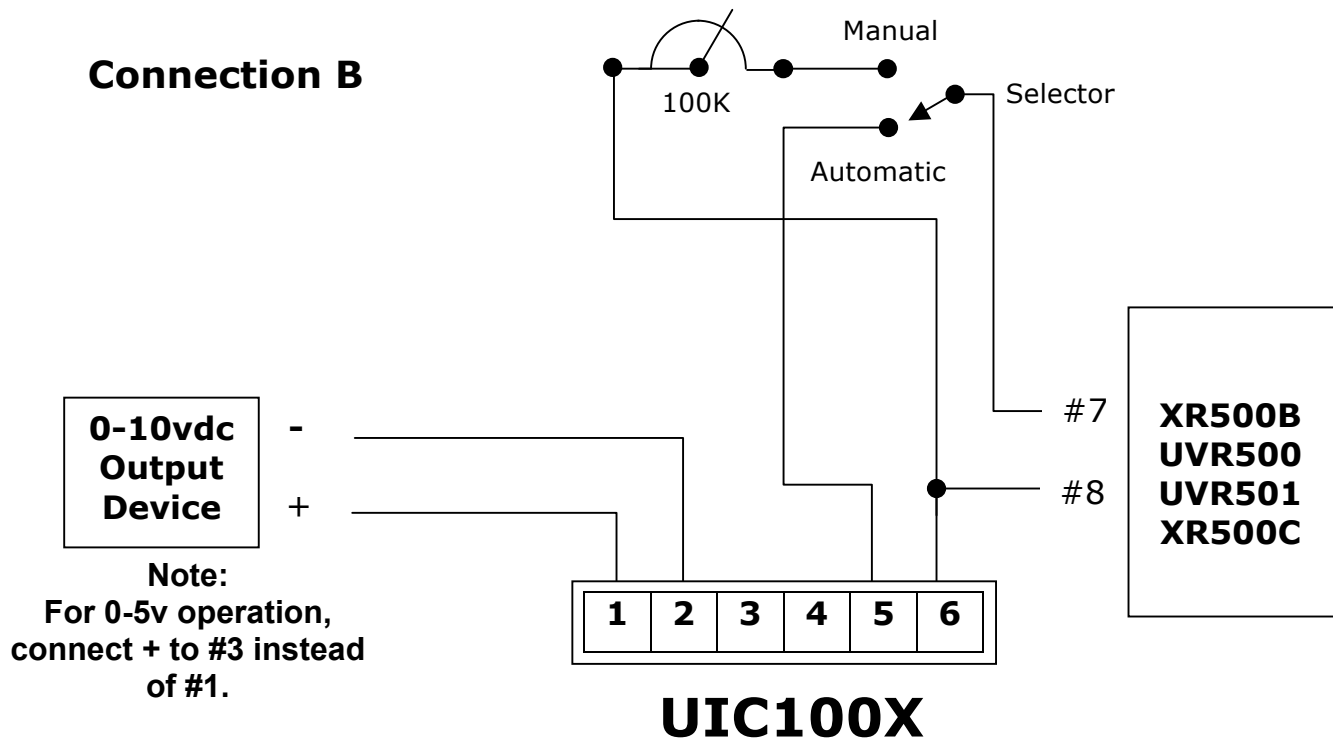 Connection B
Manual
100K
Selector
Automatic
#7
#8
XR500B
UVR500
UVR501
XR500C
0-10vdc
Output
Device
-
+
Note:
For 0-5v operation,
connect + to #3 instead
of #1.
1 2 3 4 5 6
UIC100X